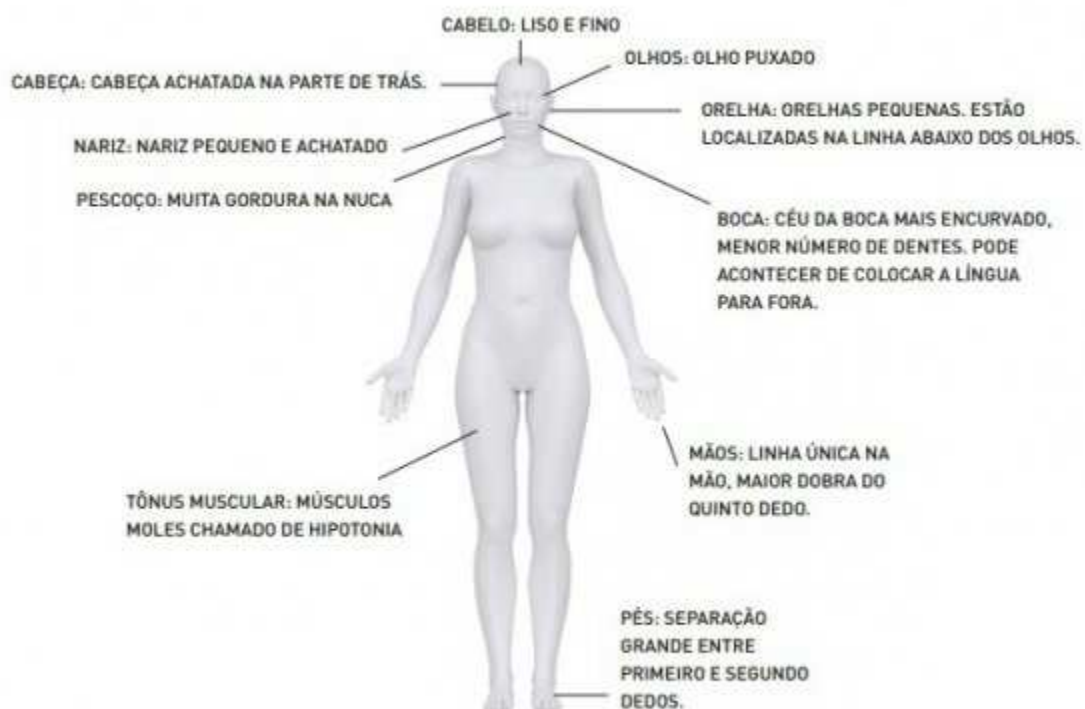 CABELO: LISO E FINO
OLHOS: OLHO PUXADO
CABEÇA: CABEÇA ACHATADA NA PARTE DE TRÁS.
ORELHA: ORELHAS PEQUENAS. ESTÃO
LOCALIZADAS NA LINHA ABAIXO DOS OLHOS.
NARIZ: NARIZ PEQUENO E ACHATADO
PESCOÇO: MUITA GORDURA NA NUCA
BOCA: CÉU DA BOCA MAIS ENCURVADO,
MENOR NÚMERO DE DENTES. PODE
ACONTECER DE COLOCAR A LÍNGUA
PARA FORA.
MÃOS: LINHA ÚNICA NA
MÃO, MAIOR DOBRA DO
QUINTO DEDO.
TÔNUS MUSCULAR: MÚSCULOS
MOLES CHAMADO DE HIPOTONIA
PÉS: SEPARAÇÃO
GRANDE ENTRE
PRIMEIRO E SEGUNDO
DEDOS.